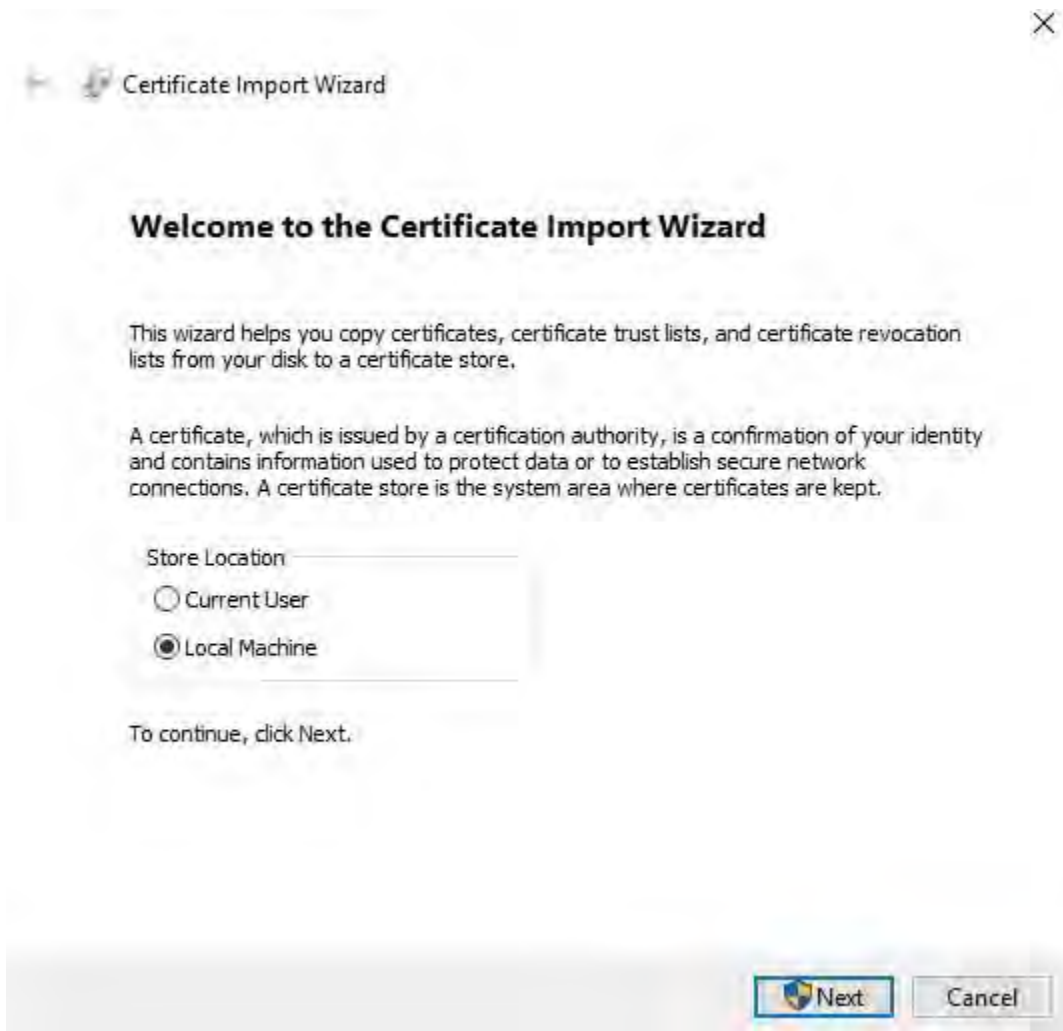 Certificate Import Wizard
Welcome to the Certificate Import Wizard
This wizard helps you copy certificates, certificate trust lists, and certificate revocation
lists from your disk to a certificate store.
A certificate, which is issued by a certification authority, is a confirmation of your identity
and contains information used to protect data or to establish secure network
connections. A certificate store is the system area where certificates are kept.
Store Location
Current User
Local Machine
To continue, click Next.
Next
Cancel